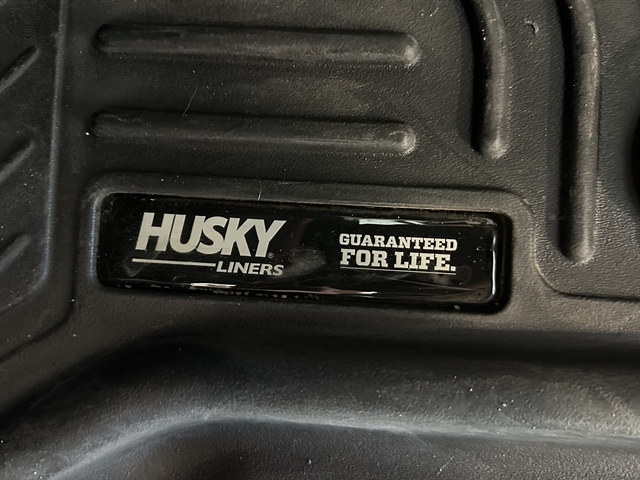 HUSKY®
LINERS
GUARANTEED
FOR LIFE.